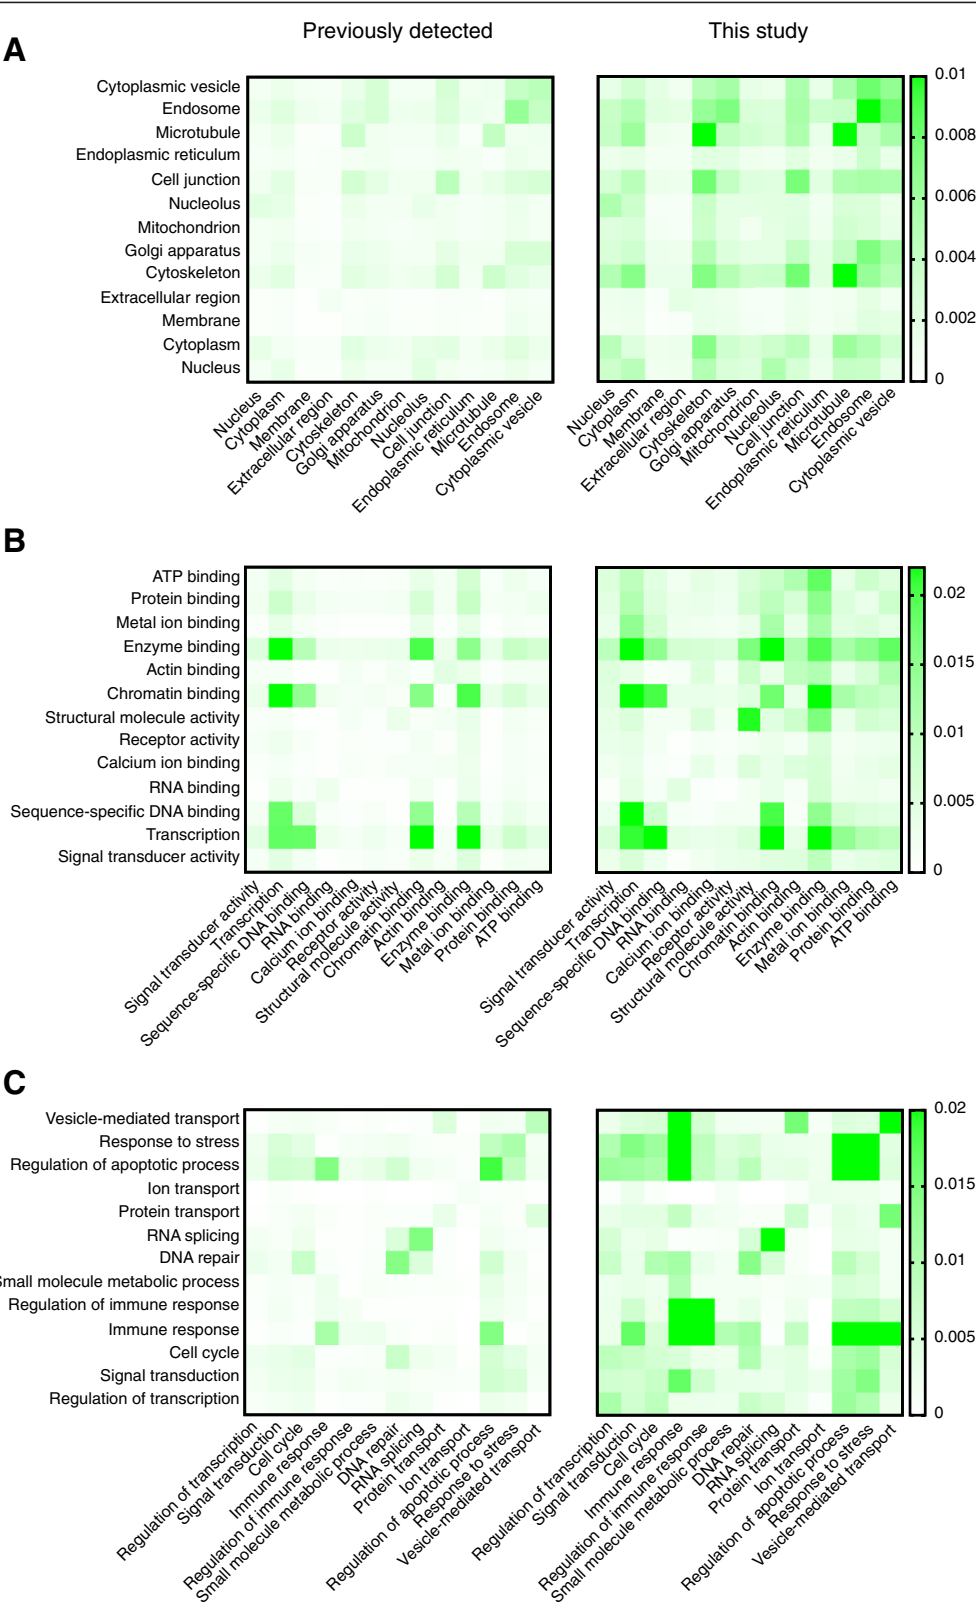 Previously detected
This study
A
Cytoplasmic vesicle
Endosome
Microtubule
Endoplasmic reticulum
Cell junction
Nucleolus
Mitochondrion
Golgi apparatus
Cytoskeleton
Extracellular region
Membrane
Cytoplasm
Nucleus
0.01
0.008
0.006
0.004
0.002
0
Nucleus
Cytoplasm
Membrane
Extracellular region
Cytoskeleton
Golgi apparatus
Mitochondrion
Nucleolus
Cell junction
Endoplasmic reticulum
Microtubule
Endosome
Cytoplasmic vesicle
Nucleus
Cytoplasm
Membrane
Extracellular region
Cytoskeleton
Golgi apparatus
Mitochondrion
Nucleolus
Cell junction
Endoplasmic reticulum
Microtubule
Endosome
Cytoplasmic vesicle
B
ATP binding
Protein binding
Metal ion binding
Enzyme binding
Actin binding
Chromatin binding
Structural molecule activity
Receptor activity
Calcium ion binding
RNA binding
Sequence-specific DNA binding
Transcription
Signal transducer activity
0.02
0.015
0.01
0.005
0
Signal transducer activity
Transcription
Sequence-specific DNA binding
RNA binding
Calcium ion binding
Receptor activity
Structural molecule activity
Chromatin binding
Actin binding
Enzyme binding
Metal ion binding
Protein binding
ATP binding
Signal transducer activity
Transcription
Sequence-specific DNA binding
RNA binding
Calcium ion binding
Receptor activity
Structural molecule activity
Chromatin binding
Actin binding
Enzyme binding
Metal ion binding
Protein binding
ATP binding
C
Vesicle-mediated transport
Response to stress
Regulation of apoptotic process
Ion transport
Protein transport
RNA splicing
DNA repair
Small molecule metabolic process
Regulation of immune response
Immune response
Cell cycle
Signal transduction
Regulation of transcription
0.02
0.015
0.01
0.005
0
Regulation of transcription
Signal transduction
Cell cycle
Immune response
Regulation of immune response
Small molecule metabolic process
DNA repair
RNA splicing
Protein transport
Ion transport
Regulation of apoptotic process
Response to stress
Vesicle-mediated transport
Regulation of transcription
Signal transduction
Cell cycle
Immune response
Regulation of immune response
Small molecule metabolic process
DNA repair
RNA splicing
Protein transport
Ion transport
Regulation of apoptotic process
Response to stress
Vesicle-mediated transport